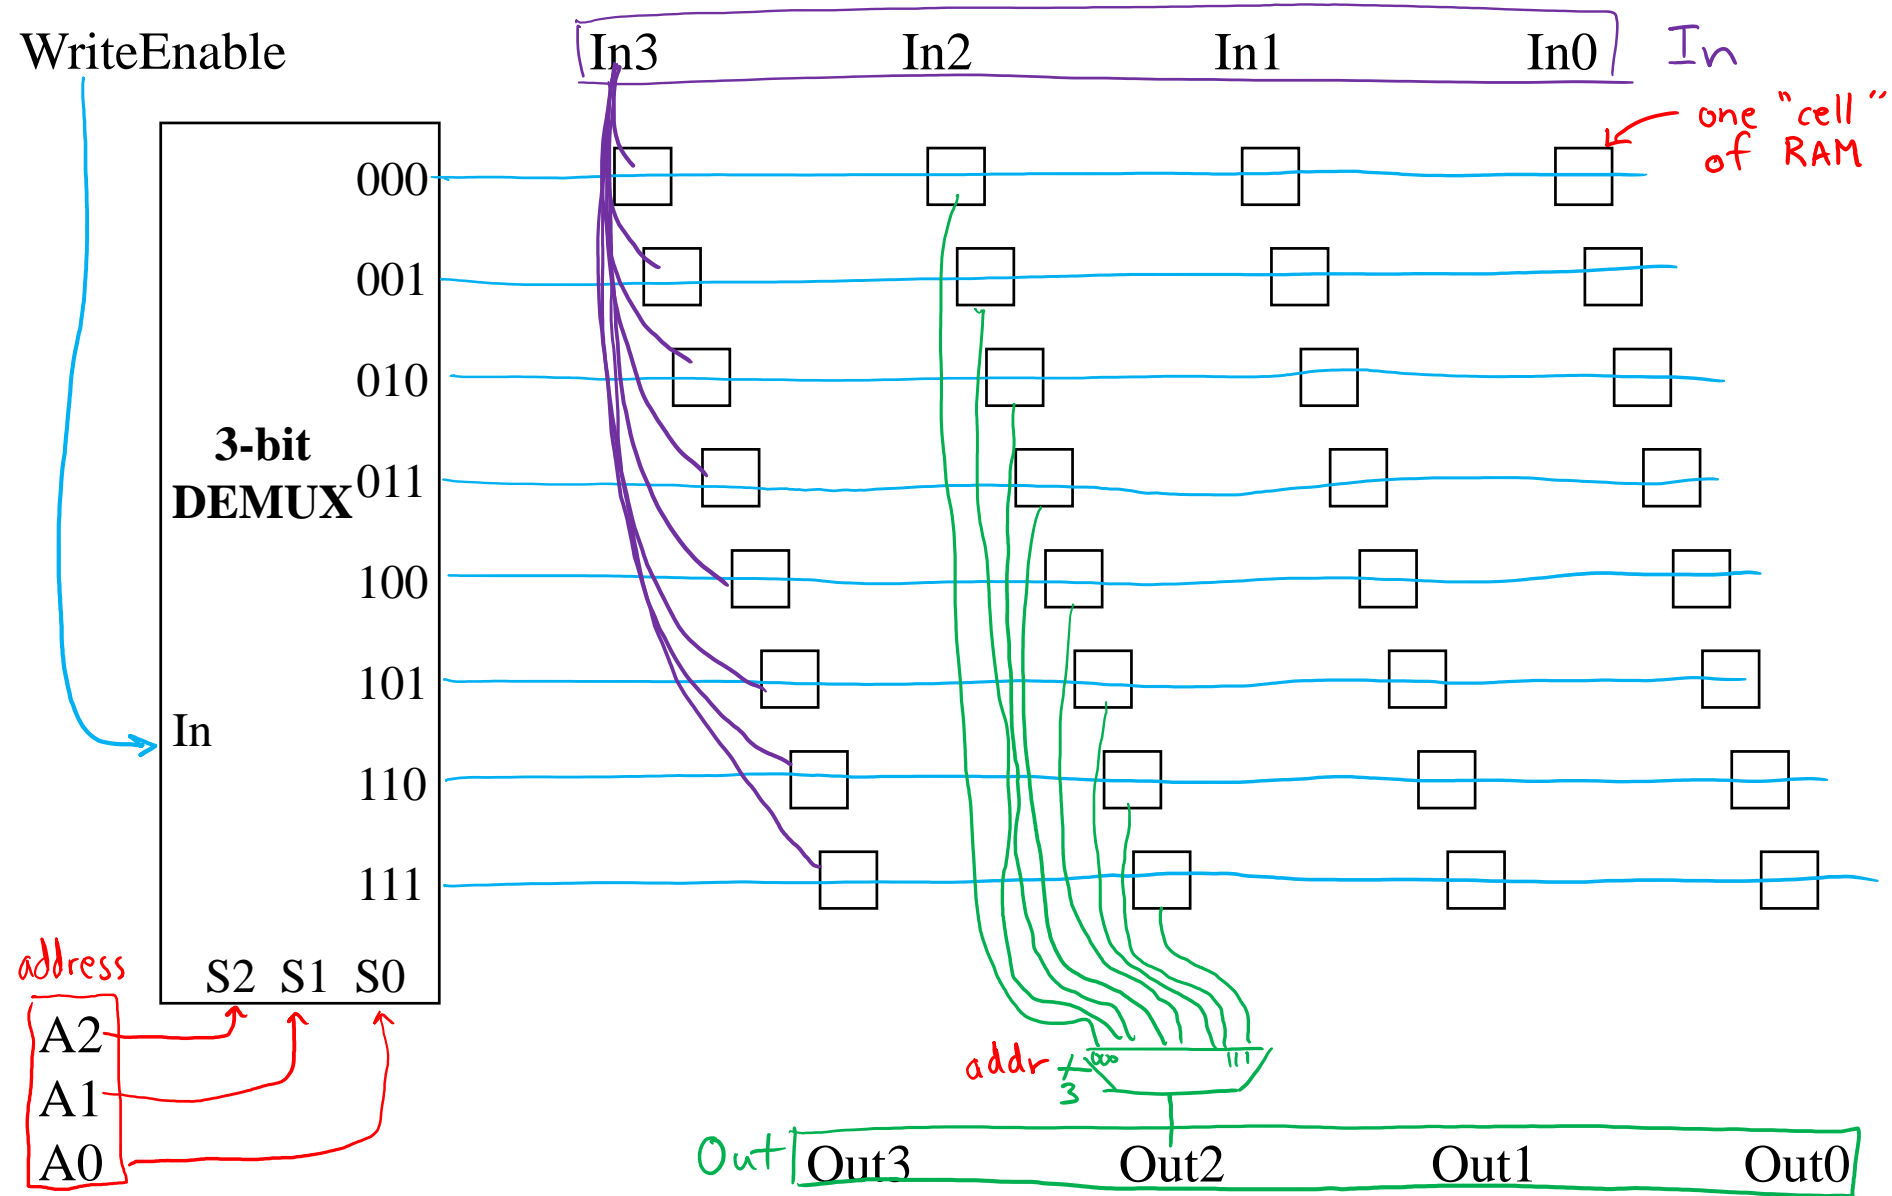 WriteEnable
In3 In2 In1 In0 In
one "cell"
of RAM
000
001
010
3-bit
DEMUX
011
100
101
In
110
111
address
S2 S1 S0
A2
A1
A0
000 111
addr 3
Out Out3 Out2 Out1 Out0